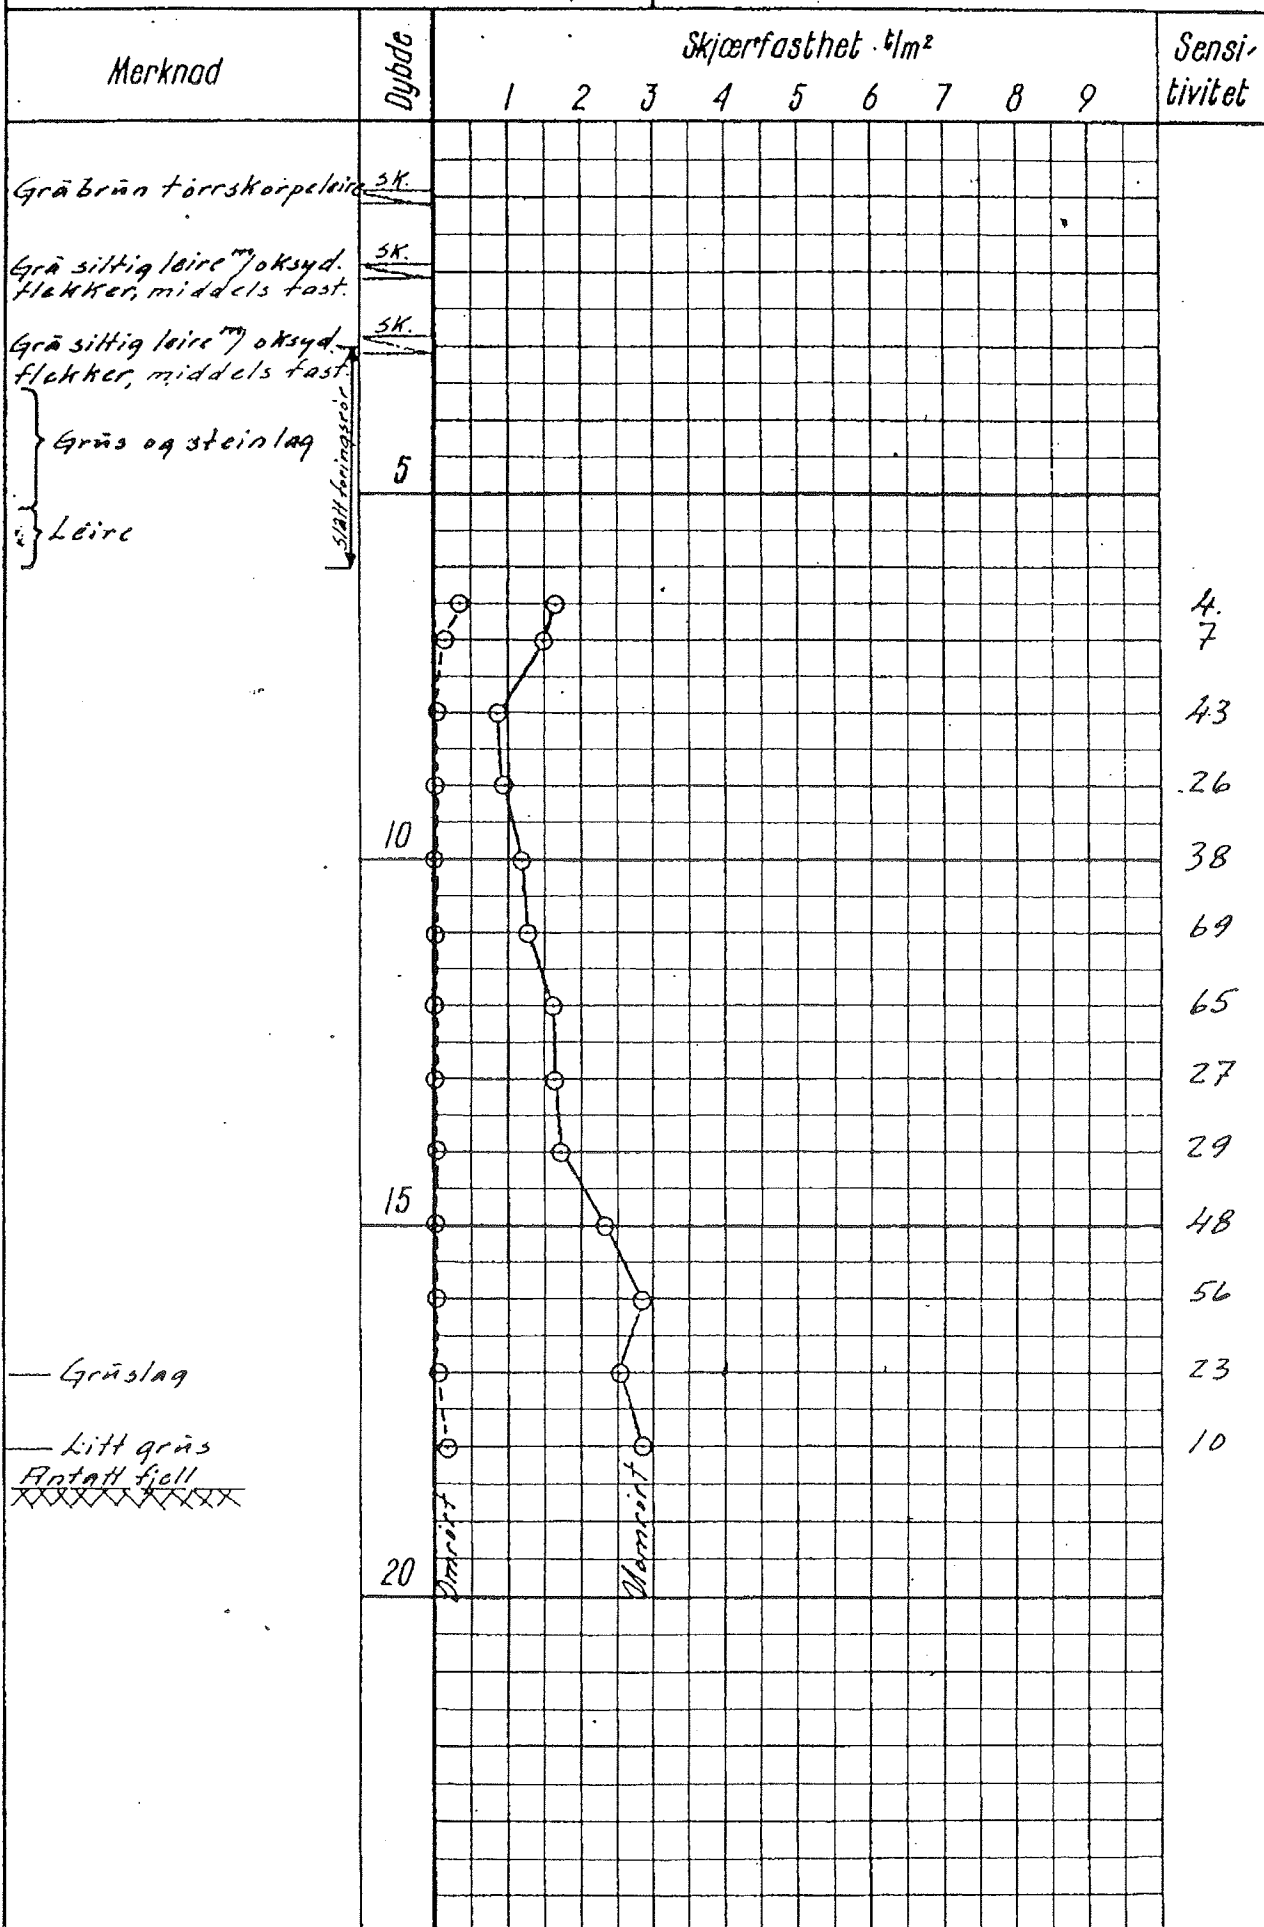 Merknad
Dybde
Skjærfasthet t/m²
1 2 3 4 5 6 7 8 9
Sensi-
tivitet
Gråbrun tørrskorpeleire
SK.
Grå siltig leire m/ oksyd.
flekker, middels fast.
SK.
Grå siltig leire m/ oksyd.
flekker, middels fast.
SK.
Grus og steinlag
Slått foringsrør
5
Leire
4.
7
43
26
10
38
69
65
27
29
15
48
56
Gruslag
23
Litt grus
10
Antatt fjell
Omrørt
Uomrørt
20